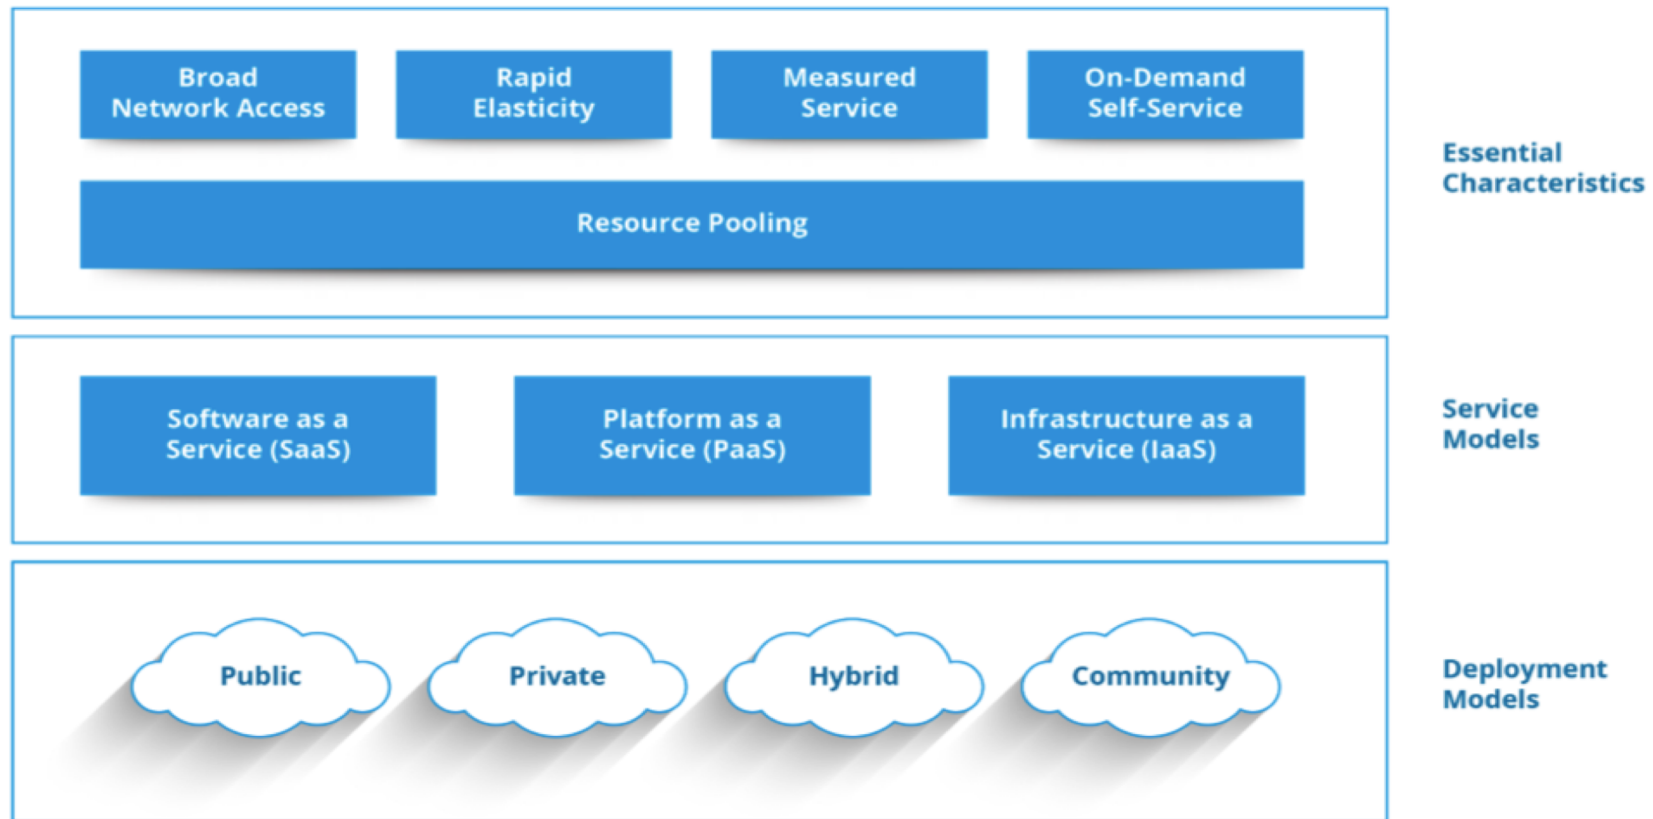 Broad
Network Access
Rapid
Elasticity
Measured
Service
On-Demand
Self-Service
Resource Pooling
Essential
Characteristics
Software as a
Service (SaaS)
Platform as a
Service (PaaS)
Infrastructure as a
Service (IaaS)
Service
Models
Public
Private
Hybrid
Community
Deployment
Models